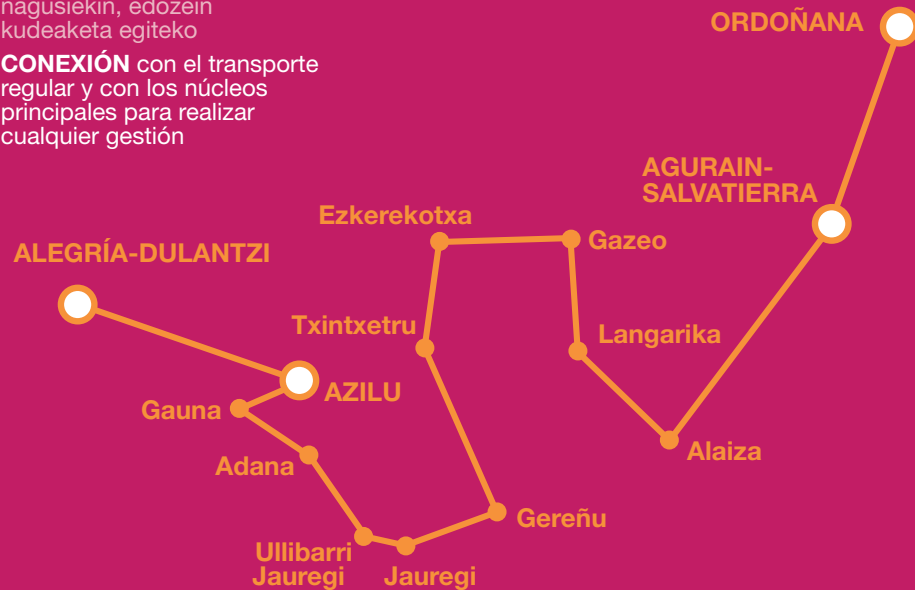 nagusiekin, edozein
kudeaketa egiteko
CONEXIÓN con el transporte
regular y con los núcleos
principales para realizar
cualquier gestión
ORDOÑANA
AGURAIN-
SALVATIERRA
Ezkerekotxa
Gazeo
ALEGRÍA-DULANTZI
Txintxetru
Langarika
AZILU
Gauna
Alaiza
Adana
Gereñu
Ullibarri
Jauregi
Jauregi